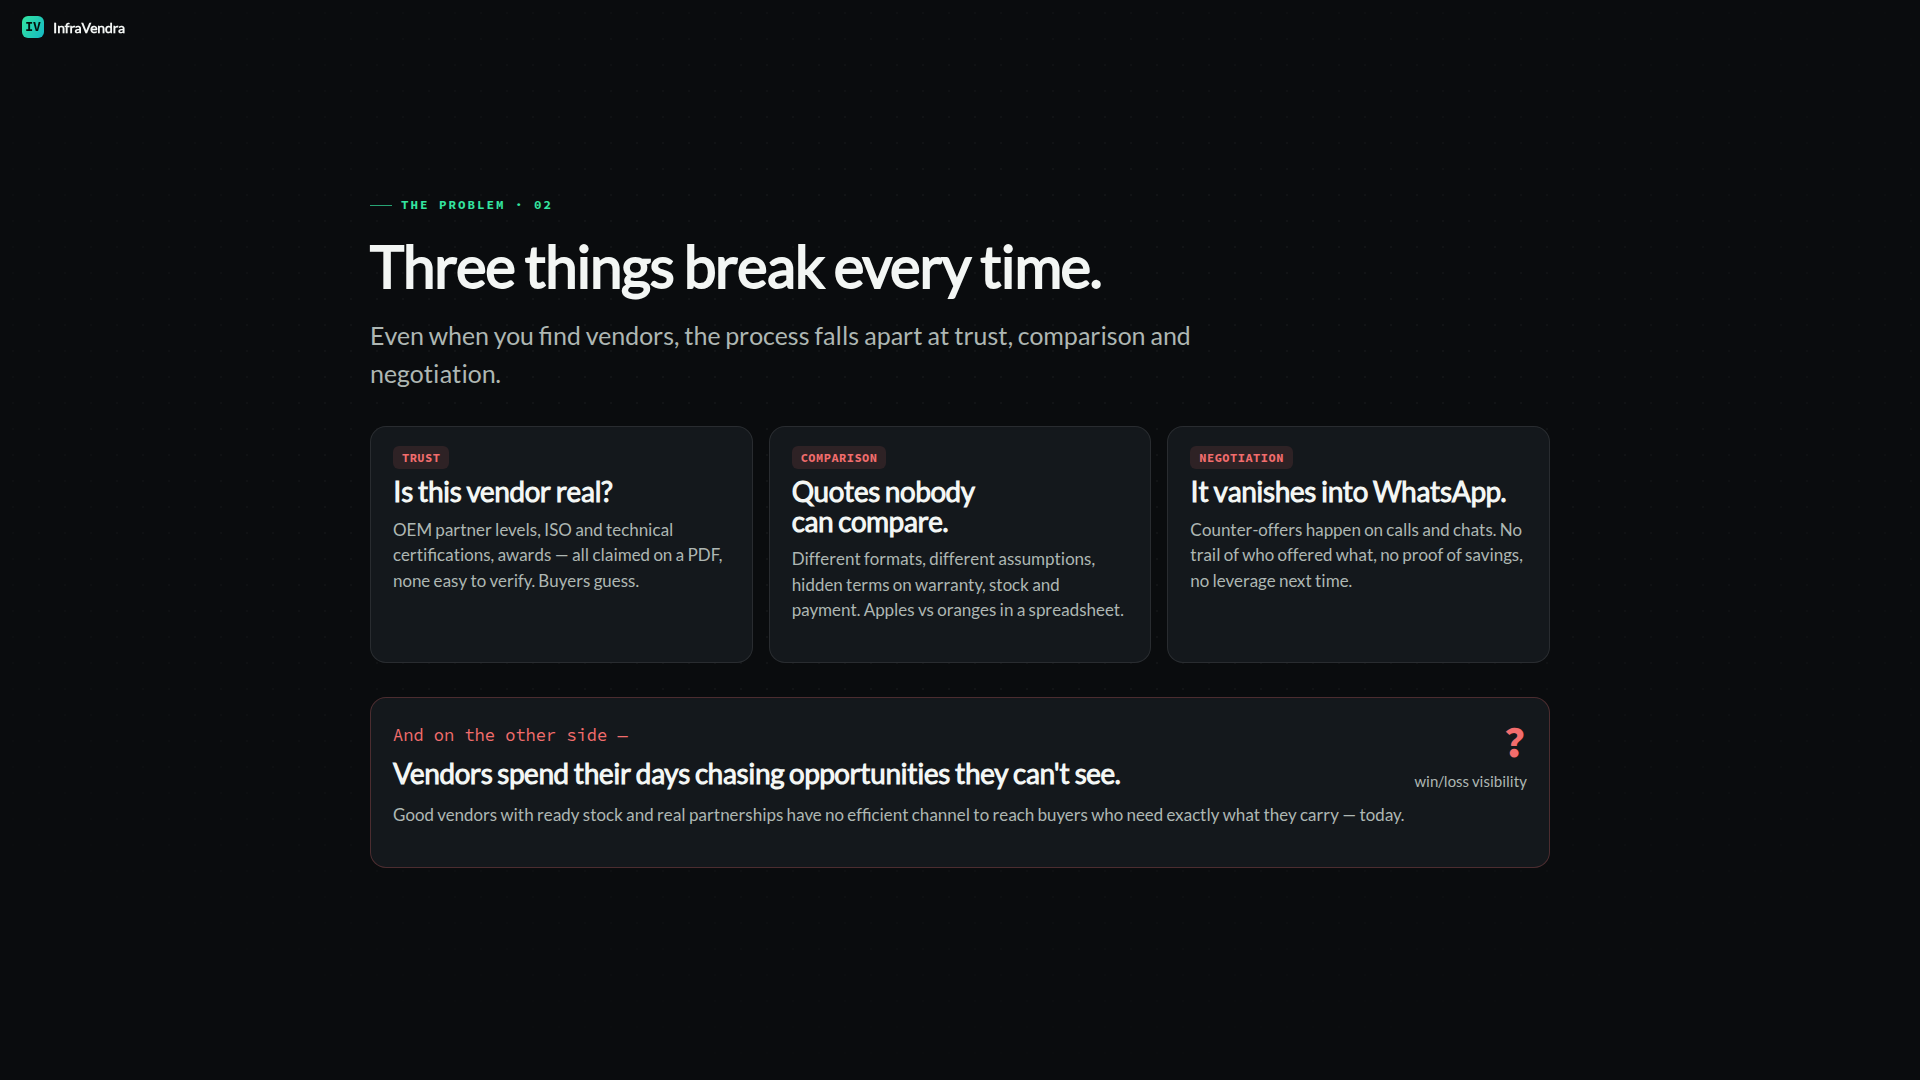 IV InfraVendra
THE PROBLEM · 02
Three things break every time.
Even when you find vendors, the process falls apart at trust, comparison and
negotiation.
TRUST
Is this vendor real?
OEM partner levels, ISO and technical
certifications, awards — all claimed on a PDF,
none easy to verify. Buyers guess.
COMPARISON
Quotes nobody
can compare.
Different formats, different assumptions,
hidden terms on warranty, stock and
payment. Apples vs oranges in a spreadsheet.
NEGOTIATION
It vanishes into WhatsApp.
Counter-offers happen on calls and chats. No
trail of who offered what, no proof of savings,
no leverage next time.
And on the other side —
Vendors spend their days chasing opportunities they can't see.
Good vendors with ready stock and real partnerships have no efficient channel to reach buyers who need exactly what they carry — today.
?
win/loss visibility